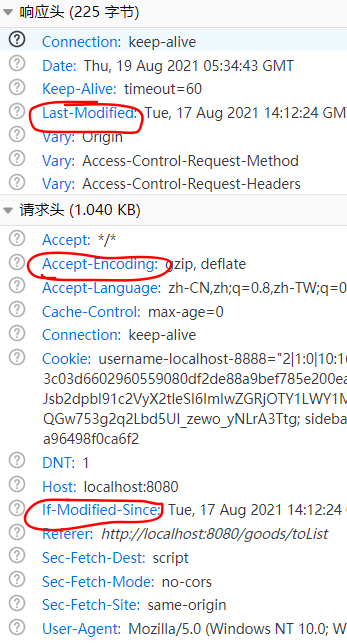 响应头 (225 字节)
Connection: keep-alive
Date: Thu, 19 Aug 2021 05:34:43 GMT
Keep-Alive: timeout=60
Last-Modified: Tue, 17 Aug 2021 14:12:24 GM
Vary: Origin
Vary: Access-Control-Request-Method
Vary: Access-Control-Request-Headers
请求头 (1.040 KB)
Accept: */*
Accept-Encoding: gzip, deflate
Accept-Language: zh-CN,zh;q=0.8,zh-TW;q=0
Cache-Control: max-age=0
Connection: keep-alive
Cookie: username-localhost-8888="2|1:0|10:16
3c03d6602960559080df2de88a9bef785e200ea
Jsb2dpbl91c2VyX2tleSI6ImIwZGRjOTY1LWY1M
QGw753g2q2Lbd5UI_zewo_yNLrA3Ttg; sideba
a96498f0ca6f2
DNT: 1
Host: localhost:8080
If-Modified-Since: Tue, 17 Aug 2021 14:12:24
Referer: http://localhost:8080/goods/toList
Sec-Fetch-Dest: script
Sec-Fetch-Mode: no-cors
Sec-Fetch-Site: same-origin
User-Agent: Mozilla/5.0 (Windows NT 10.0; W